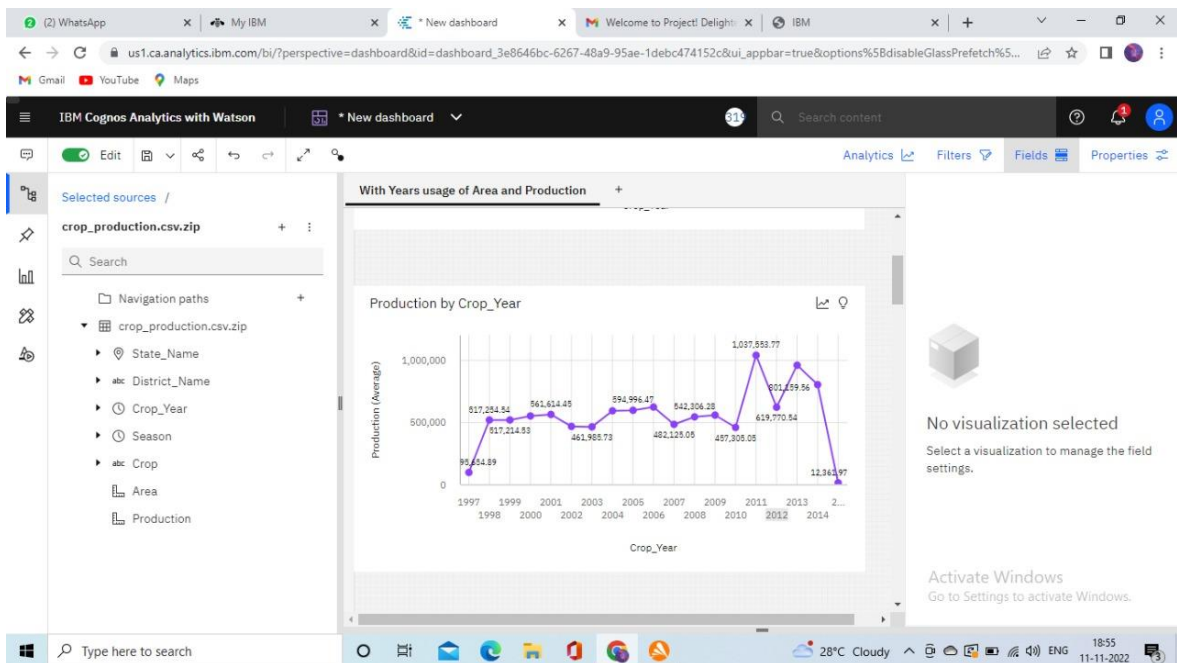 (2) WhatsApp
My IBM
* New dashboard
Welcome to Project! Delightf
IBM
us1.ca.analytics.ibm.com/bi/?perspective=dashboard&id=dashboard_3e8646bc-6267-48a9-95ae-1debc474152c&ui_appbar=true&options%5BdisableGlassPrefetch%5...
Gmail YouTube Maps
IBM Cognos Analytics with Watson
* New dashboard
319
Search content
1
Edit
Analytics Filters Fields Properties
Selected sources /
crop_production.csv.zip
Search
Navigation paths
crop_production.csv.zip
State_Name
abc District_Name
Crop_Year
Season
abc Crop
Area
Production
With Years usage of Area and Production
Production by Crop_Year
Production (Average)
1,000,000
500,000
0
95,654.89
517,254.54
517,214.53
561,614.45
461,985.73
594,996.47
482,125.05
542,306.28
457,305.05
1,037,553.77
619,770.54
801,159.56
12,361.97
1997 1999 2001 2003 2005 2007 2009 2011 2013 2...
1998 2000 2002 2004 2006 2008 2010 2012 2014
Crop_Year
No visualization selected
Select a visualization to manage the field
settings.
Activate Windows
Go to Settings to activate Windows.
Type here to search
28°C Cloudy
ENG
18:55
11-11-2022
3